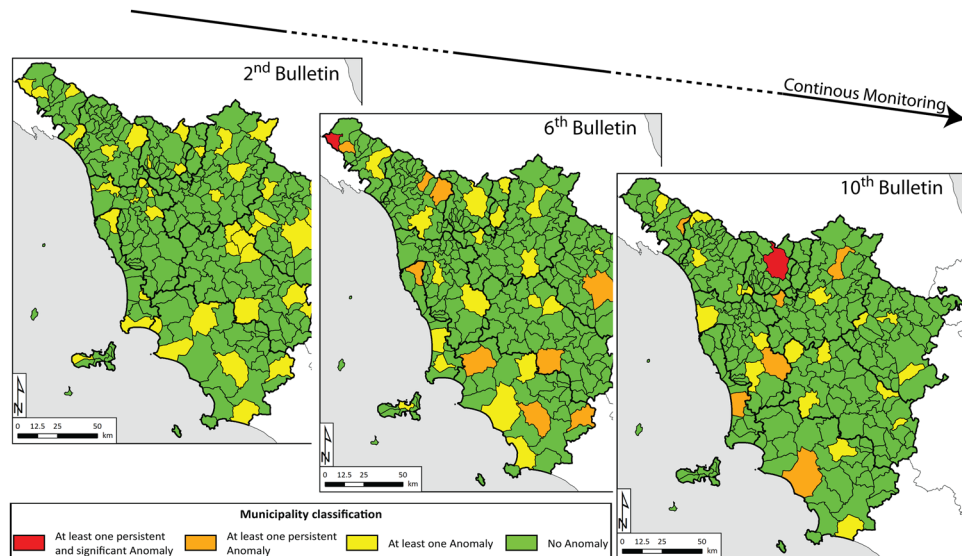 2nd Bulletin
Continous Monitoring
6th Bulletin
10th Bulletin
N
0 12.5 25 50
km
N
0 12.5 25 50
km
N
0 12.5 25 50
km
Municipality classification
At least one persistent
and significant Anomaly
At least one persistent
Anomaly
At least one Anomaly
No Anomaly